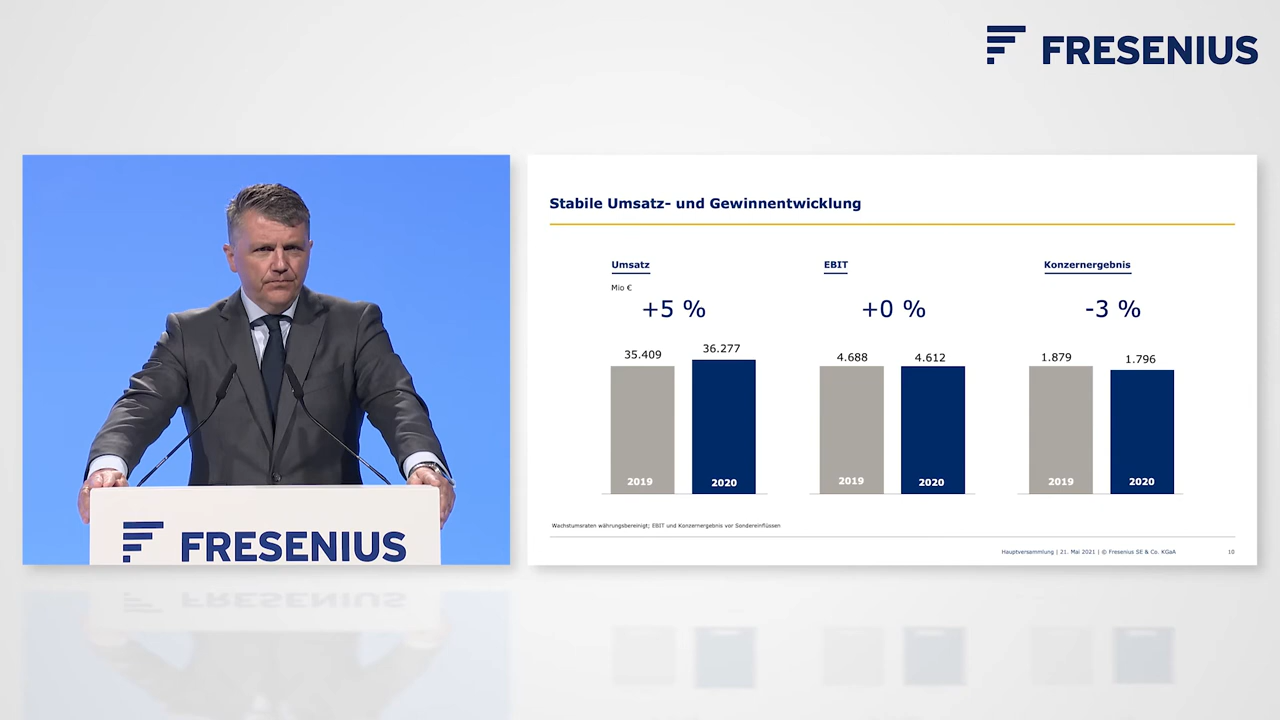 FRESENIUS
FRESENIUS
Stabile Umsatz- und Gewinnentwicklung
Umsatz
Mio €
+5 %
35.409
36.277
2019
2020
EBIT
+0 %
4.688
4.612
2019
2020
Konzernergebnis
-3 %
1.879
1.796
2019
2020
Wachstumsraten währungsbereinigt; EBIT und Konzernergebnis vor Sondereinflüssen
Hauptversammlung | 21. Mai 2021 | © Fresenius SE & Co. KGaA
10